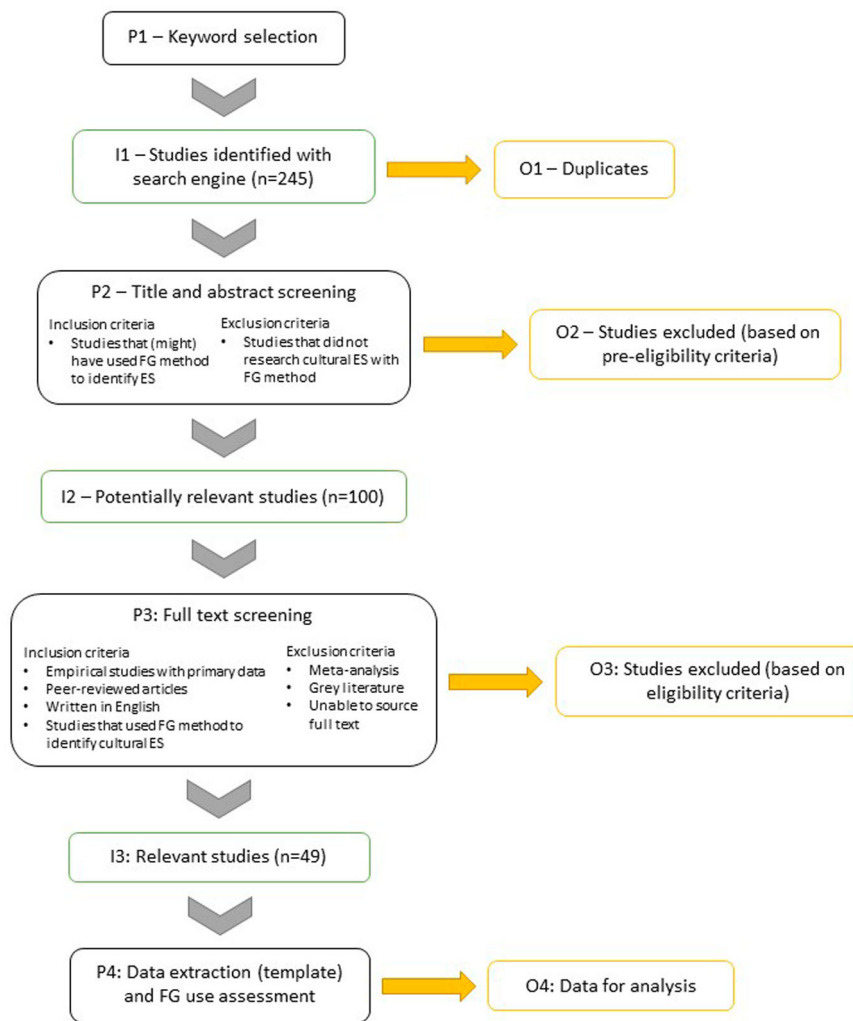 P1 – Keyword selection
I1 – Studies identified with
search engine (n=245)
O1 – Duplicates
P2 – Title and abstract screening
Inclusion criteria
• Studies that (might)
have used FG method
to identify ES
Exclusion criteria
• Studies that did not
research cultural ES with
FG method
O2 – Studies excluded (based on
pre-eligibility criteria)
I2 – Potentially relevant studies (n=100)
P3: Full text screening
Inclusion criteria
• Empirical studies with primary data
• Peer-reviewed articles
• Written in English
• Studies that used FG method to
identify cultural ES
Exclusion criteria
• Meta-analysis
• Grey literature
• Unable to source
full text
O3: Studies excluded (based on
eligibility criteria)
I3: Relevant studies (n=49)
P4: Data extraction (template)
and FG use assessment
O4: Data for analysis